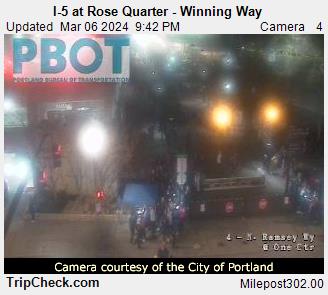 I-5 at Rose Quarter - Winning Way
Updated Mar 06 2024 9:42 PM Camera 4
PBOT
PORTLAND BUREAU OF TRANSPORTATION
4 - N. Ramsey Wy
@ One Ctr
Camera courtesy of the City of Portland
TripCheck.com Milepost302.00